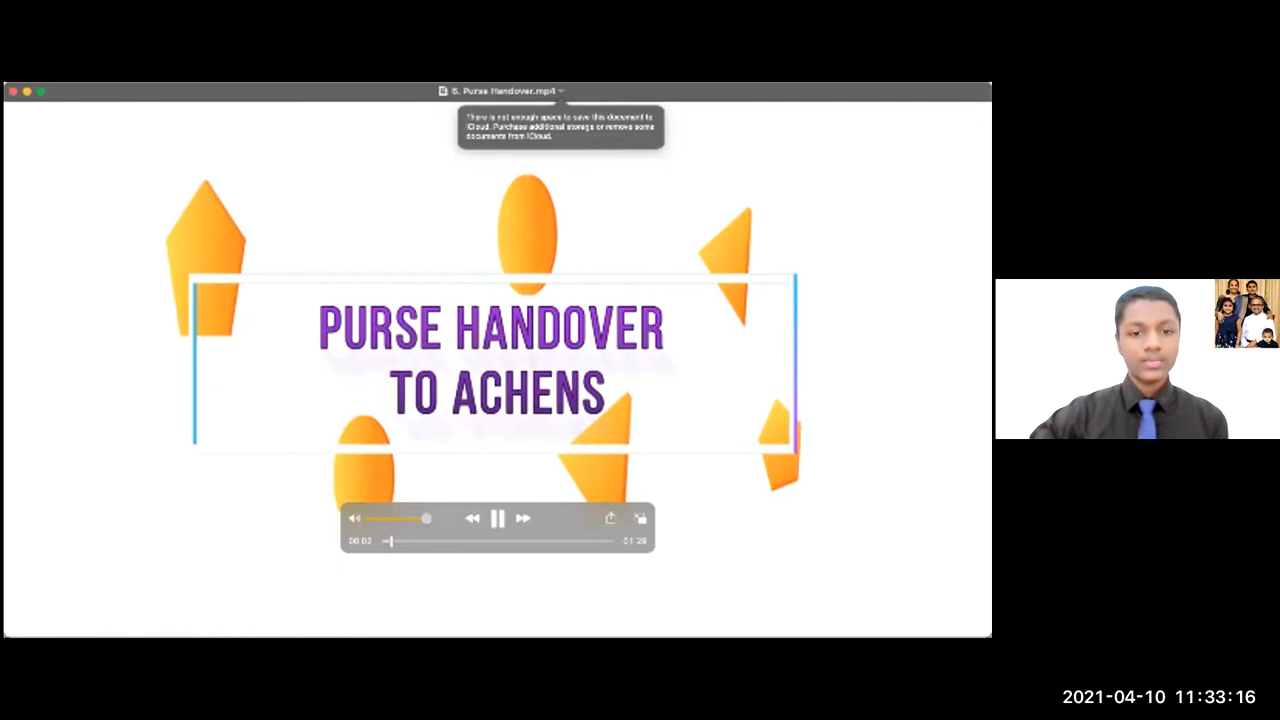 6. Purse Handover.mp4
There is not enough space to save this document to
iCloud. Purchase additional storage or remove some
documents from iCloud.
PURSE HANDOVER
TO ACHENS
00:02
01:29
2021-04-10 11:33:16